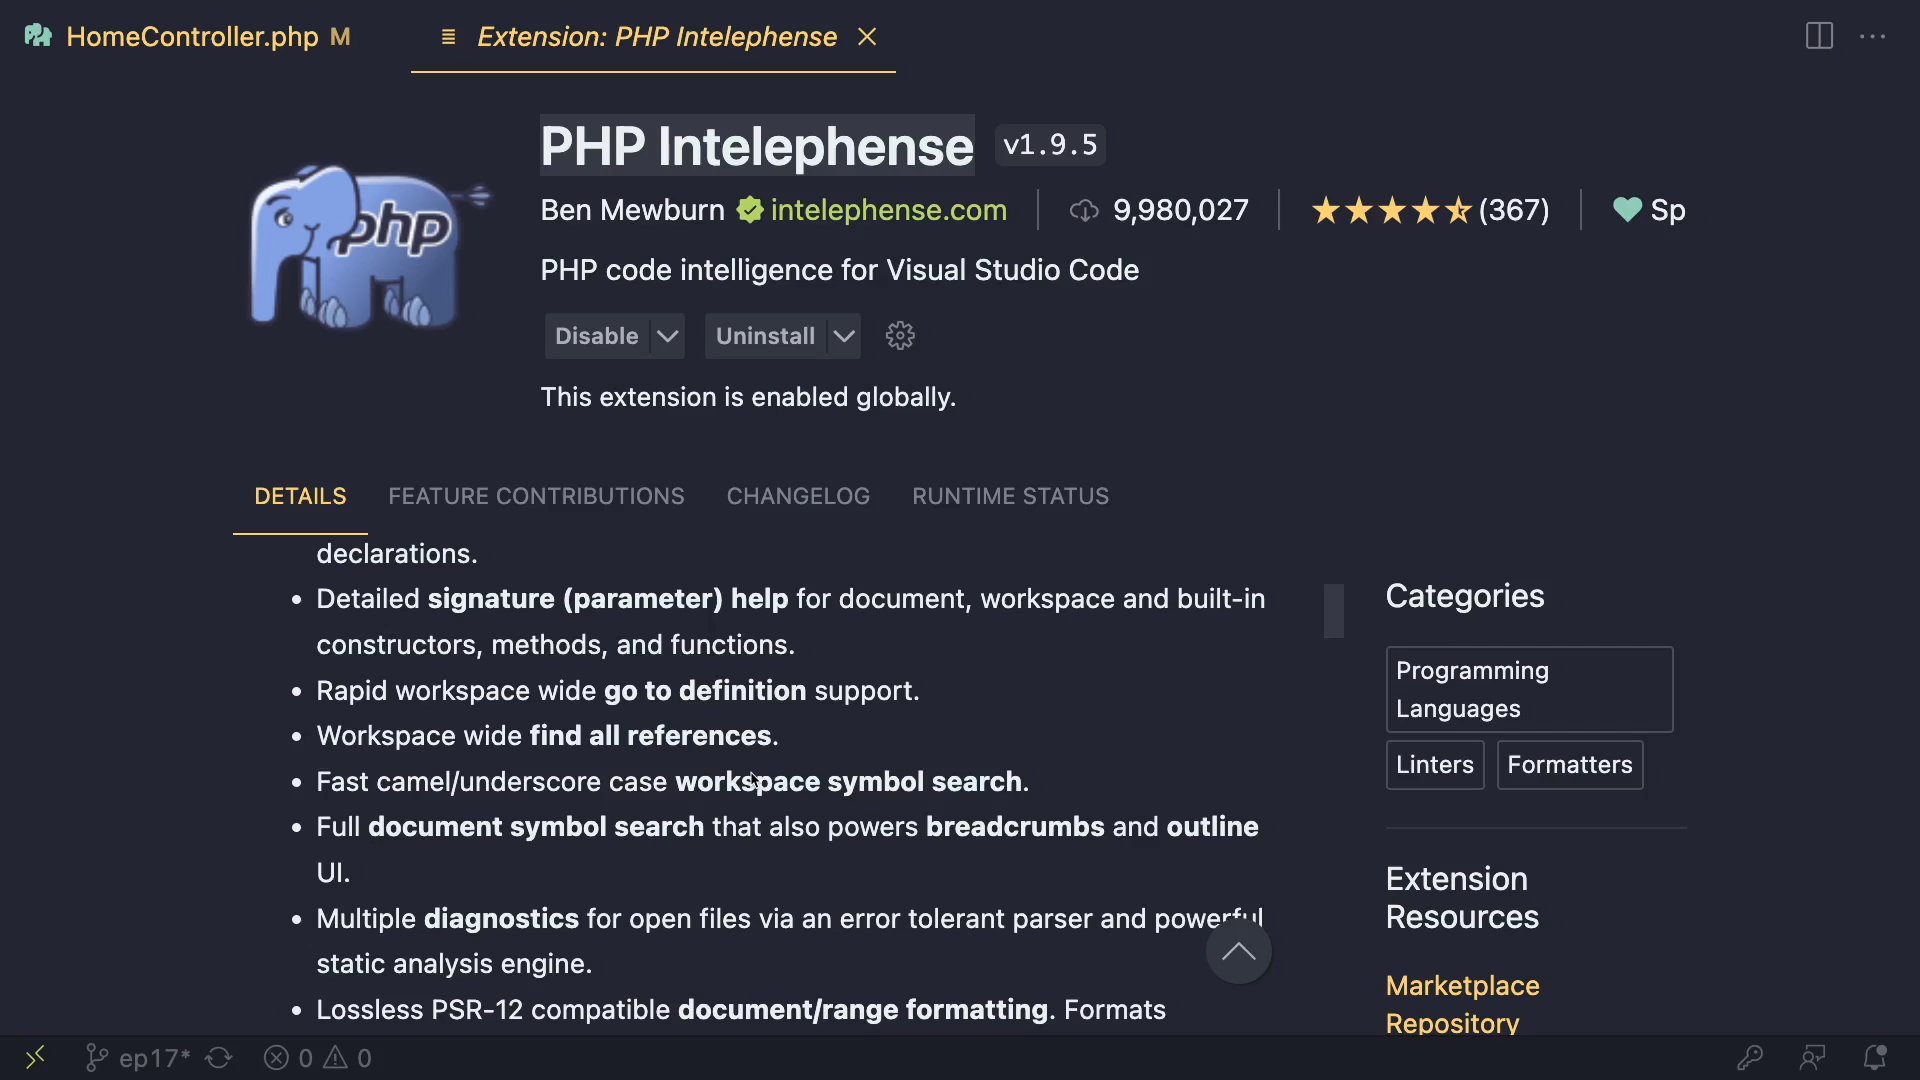 HomeController.php M
Extension: PHP Intelephense
PHP Intelephense v1.9.5
php
Ben Mewburn intelephense.com 9,980,027 (367) Sp
PHP code intelligence for Visual Studio Code
Disable Uninstall
This extension is enabled globally.
DETAILS FEATURE CONTRIBUTIONS CHANGELOG RUNTIME STATUS
declarations.
• Detailed signature (parameter) help for document, workspace and built-in
constructors, methods, and functions.
• Rapid workspace wide go to definition support.
• Workspace wide find all references.
• Fast camel/underscore case workspace symbol search.
• Full document symbol search that also powers breadcrumbs and outline
UI.
• Multiple diagnostics for open files via an error tolerant parser and powerful
static analysis engine.
• Lossless PSR-12 compatible document/range formatting. Formats
Categories
Programming
Languages
Linters Formatters
Extension
Resources
Marketplace
Repository
ep17* 0 0